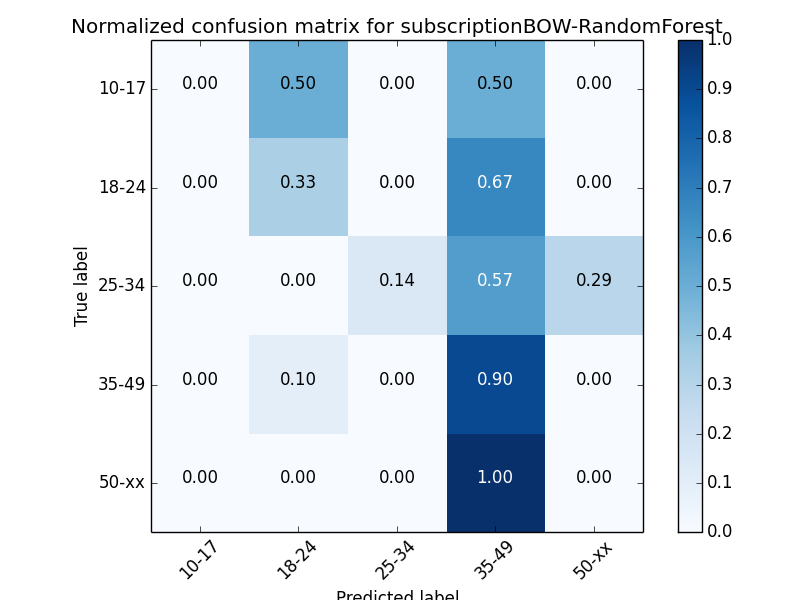 Normalized confusion matrix for subscriptionBOW-RandomForest
10-17 0.00 0.50 0.00 0.50 0.00
18-24 0.00 0.33 0.00 0.67 0.00
25-34 0.00 0.00 0.14 0.57 0.29
35-49 0.00 0.10 0.00 0.90 0.00
50-xx 0.00 0.00 0.00 1.00 0.00
10-17 18-24 25-34 35-49 50-xx
True label
Predicted label
1.0
0.9
0.8
0.7
0.6
0.5
0.4
0.3
0.2
0.1
0.0